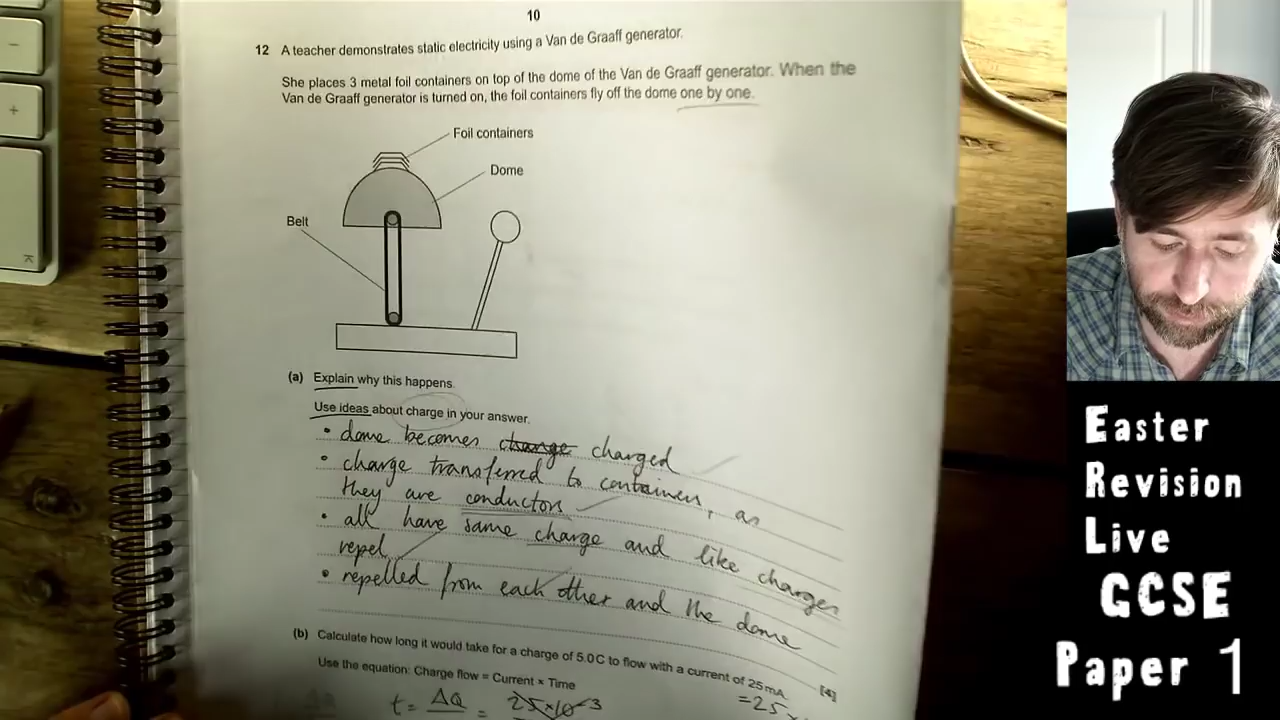 10
12 A teacher demonstrates static electricity using a Van de Graaff generator.
She places 3 metal foil containers on top of the dome of the Van de Graaff generator. When the
Van de Graaff generator is turned on, the foil containers fly off the dome one by one.
Foil containers
Dome
Belt
(a) Explain why this happens.
Use ideas about charge in your answer.
• dome becomes change charged
• charge transferred to containers, as
they are conductors
• all have same charge and like charges
repel
• repelled from each other and the dome
[4]
(b) Calculate how long it would take for a charge of 5.0 C to flow with a current of 25 mA
Use the equation: Charge flow = Current × Time
= 25 ×
t = ΔQ = 25×10⁻³
Easter
Revision
Live
GCSE
Paper 1